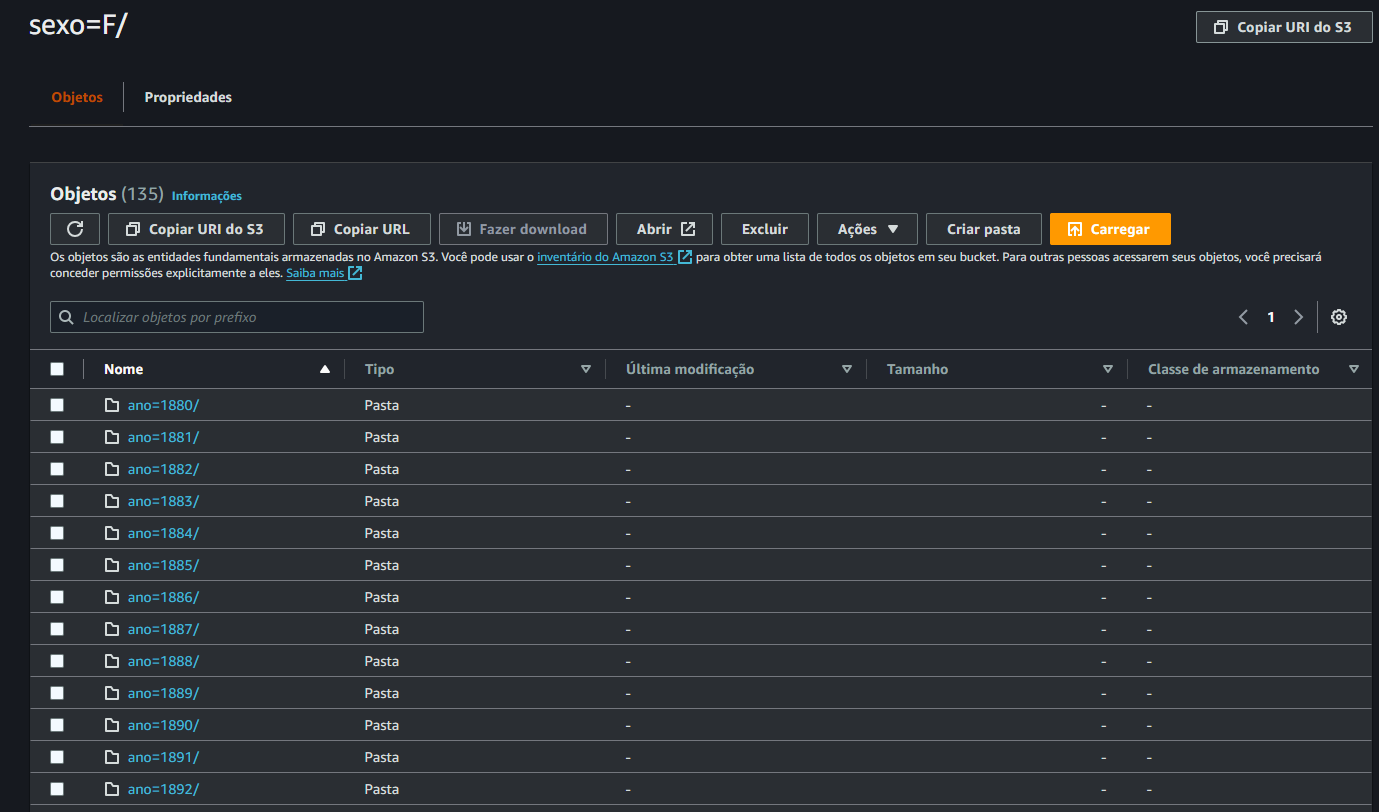 sexo=F/
Copiar URI do S3
Objetos Propriedades
Objetos (135) Informações
Copiar URI do S3 Copiar URL Fazer download Abrir Excluir Ações Criar pasta Carregar
Os objetos são as entidades fundamentais armazenadas no Amazon S3. Você pode usar o inventário do Amazon S3 para obter uma lista de todos os objetos em seu bucket. Para outras pessoas acessarem seus objetos, você precisará
conceder permissões explicitamente a eles. Saiba mais
Localizar objetos por prefixo
1
Nome Tipo Última modificação Tamanho Classe de armazenamento
ano=1880/ Pasta - - -
ano=1881/ Pasta - - -
ano=1882/ Pasta - - -
ano=1883/ Pasta - - -
ano=1884/ Pasta - - -
ano=1885/ Pasta - - -
ano=1886/ Pasta - - -
ano=1887/ Pasta - - -
ano=1888/ Pasta - - -
ano=1889/ Pasta - - -
ano=1890/ Pasta - - -
ano=1891/ Pasta - - -
ano=1892/ Pasta - - -